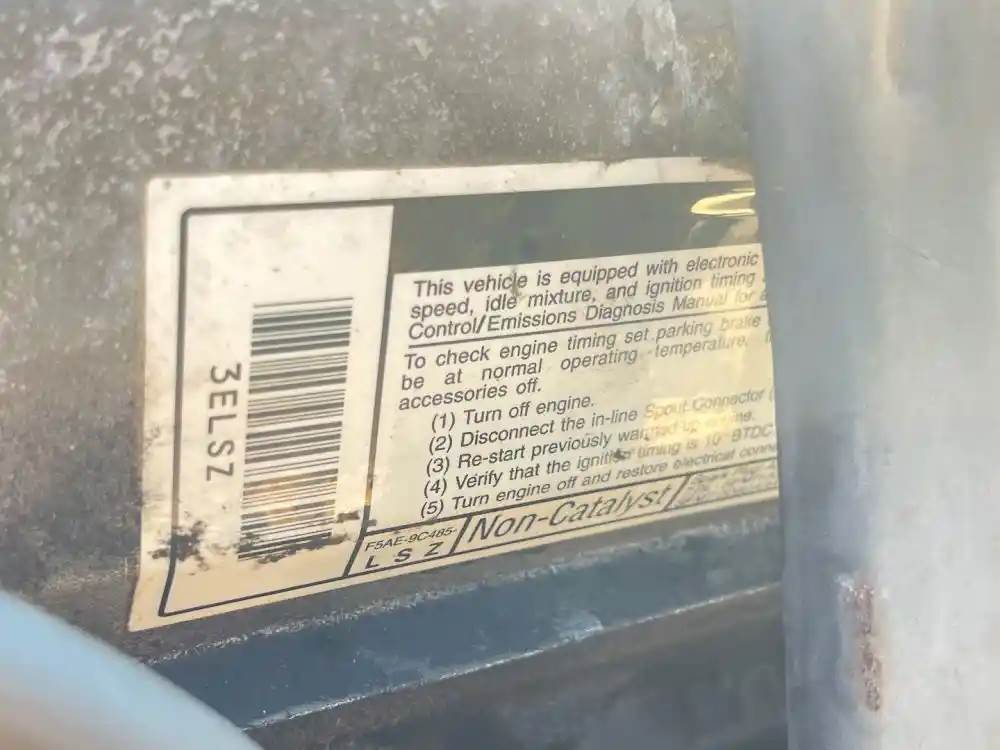 3ELSZ
This vehicle is equipped with electronic
speed, idle mixture, and ignition timing
Control/Emissions Diagnosis Manual for
To check engine timing set parking brake
be at normal operating temperature,
accessories off.
(1) Turn off engine.
(2) Disconnect the in-line Spout Connector
(3) Re-start previously warmed up engine.
(4) Verify that the ignition timing is 10° BTDC
(5) Turn engine off and restore electrical
F5AE-9C485-
L S Z
Non-Catalyst